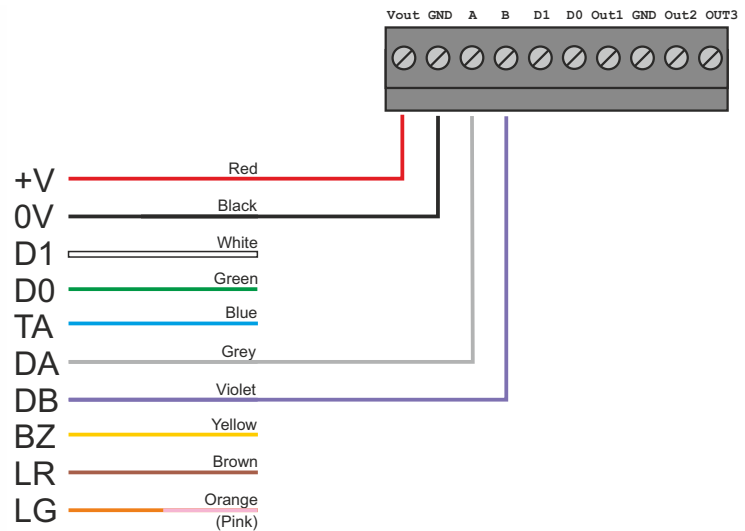 Vout GND A B D1 D0 Out1 GND Out2 OUT3
+V Red
0V Black
D1 White
D0 Green
TA Blue
DA Grey
DB Violet
BZ Yellow
LR Brown
LG Orange
(Pink)